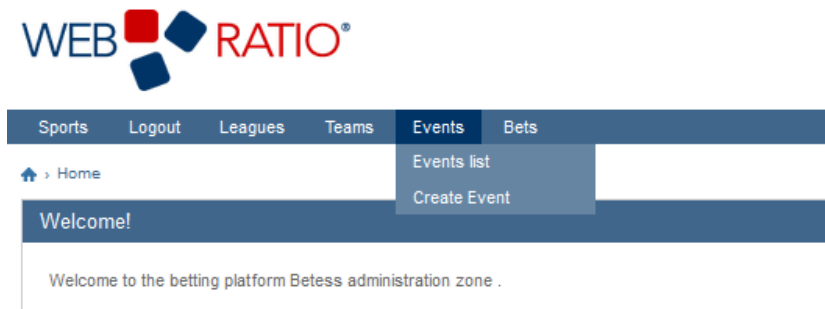 WEB RATIO®
Sports Logout Leagues Teams Events Bets
Events list
› Home
Create Event
Welcome!
Welcome to the betting platform Betess administration zone .